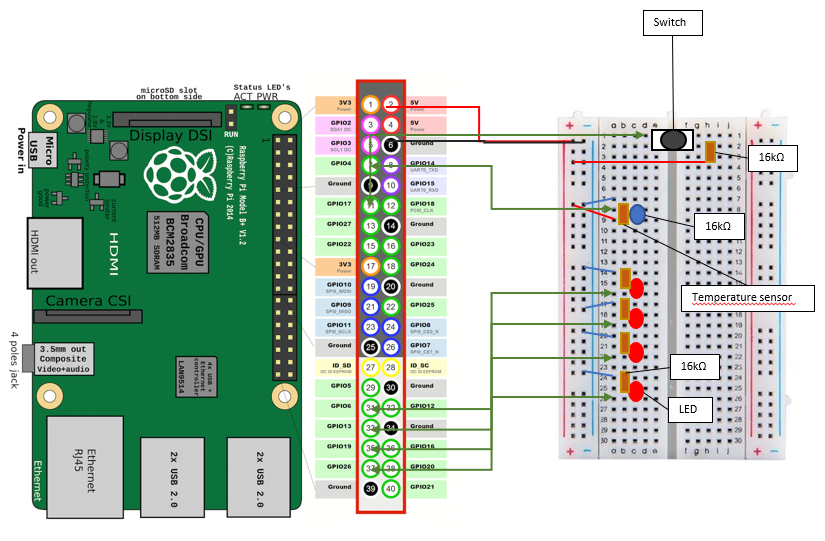 Switch
microSD slot
on bottom side
Status LED's
ACT PWR
RUN
Display DSI
Micro
USB
Power in
Raspberry Pi Model B+ V1.2
(C)Raspberry Pi 2014
CPU/GPU
Broadcom
BCM2835
512MB SDRAM
HDMI out
HDMI
Camera CSI
3.5mm out
Composite
Video+audio
4 poles jack
4x USB +
Ethernet
controller
LAN9514
Ethernet
RJ45
Ethernet
2x USB 2.0
2x USB 2.0
1
3V3
Power
1 2
5V
Power
GPIO2
SDA1 I2C
3 4
5V
Power
GPIO3
SCL1 I2C
5 6
Ground
GPIO4
8
GPIO14
UART0_TXD
Ground
9 10
GPIO15
UART0_RXD
GPIO17
12
GPIO18
PCM_CLK
GPIO27
13 14
Ground
GPIO22
15 16
GPIO23
3V3
Power
17 18
GPIO24
GPIO10
SPI0_MOSI
19 20
Ground
GPIO9
SPI0_MISO
21 22
GPIO25
GPIO11
SPI0_SCLK
23 24
GPIO8
SPI0_CE0_N
Ground
25 26
GPIO7
SPI0_CE1_N
ID_SD
I2C ID EEPROM
27 28
ID_SC
I2C ID EEPROM
GPIO5
29 30
Ground
GPIO6
31 32
GPIO12
GPIO13
33 34
Ground
GPIO19
35 36
GPIO16
GPIO26
37 38
GPIO20
Ground
39 40
GPIO21
16kΩ
16kΩ
Temperature sensor
16kΩ
LED
a b c d e f g h i j
a b c d e f g h i j